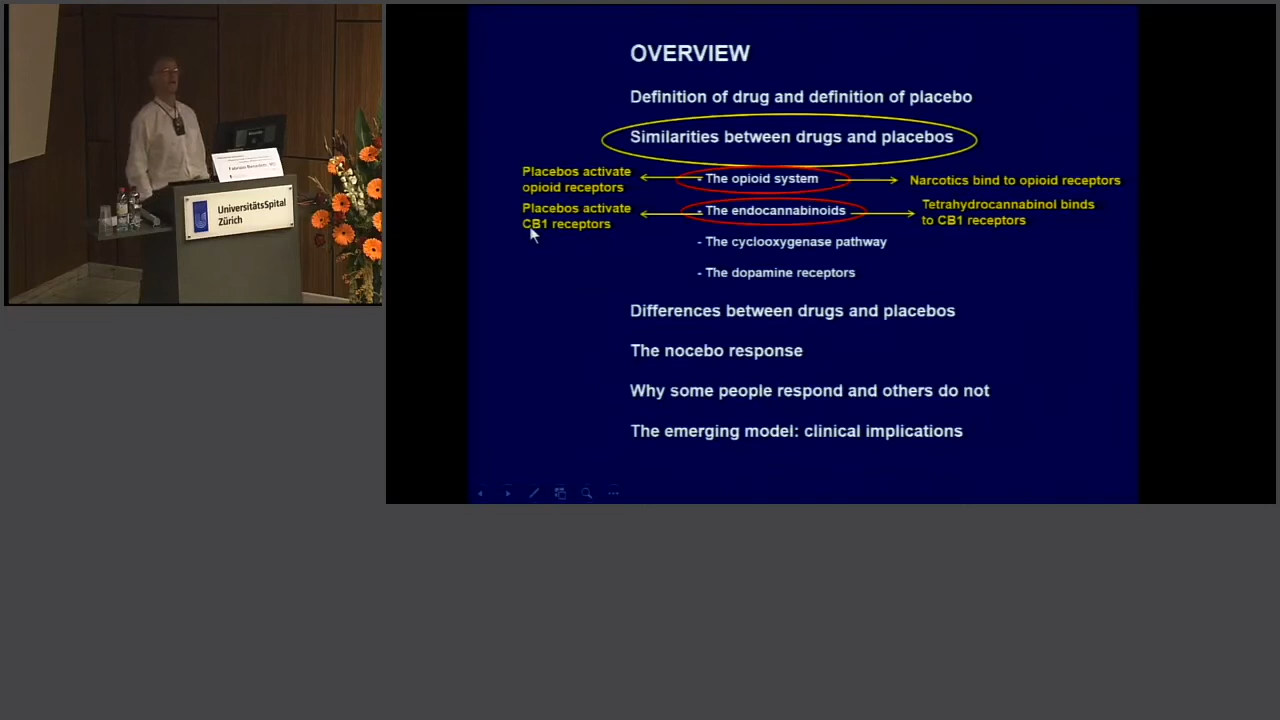 UniversitätsSpital
Zürich
OVERVIEW
Definition of drug and definition of placebo
Similarities between drugs and placebos
Placebos activate
opioid receptors
- The opioid system
Narcotics bind to opioid receptors
Placebos activate
CB1 receptors
- The endocannabinoids
Tetrahydrocannabinol binds
to CB1 receptors
- The cyclooxygenase pathway
- The dopamine receptors
Differences between drugs and placebos
The nocebo response
Why some people respond and others do not
The emerging model: clinical implications